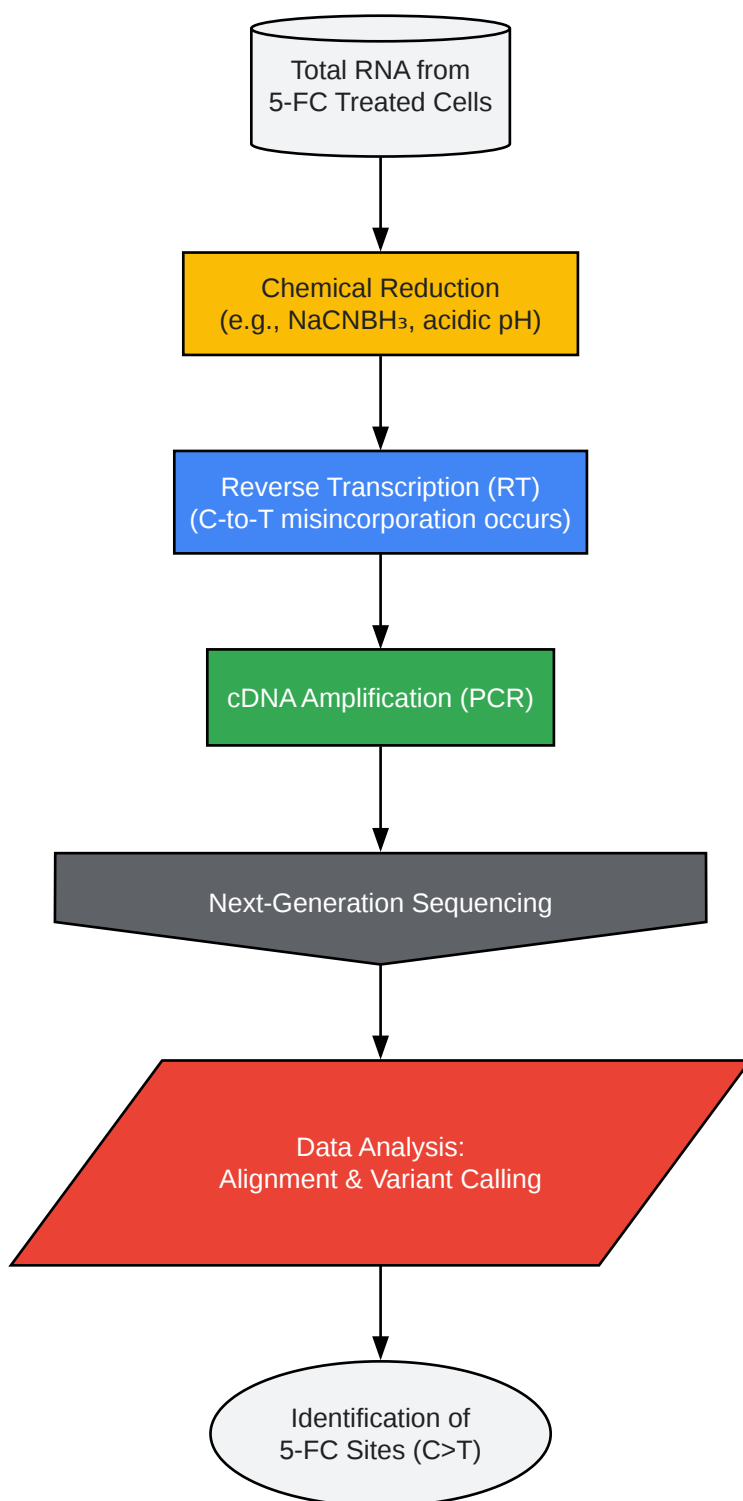 Total RNA from
5-FC Treated Cells
Chemical Reduction
(e.g., NaCNBH₃, acidic pH)
Reverse Transcription (RT)
(C-to-T misincorporation occurs)
cDNA Amplification (PCR)
Next-Generation Sequencing
Data Analysis:
Alignment & Variant Calling
Identification of
5-FC Sites (C>T)